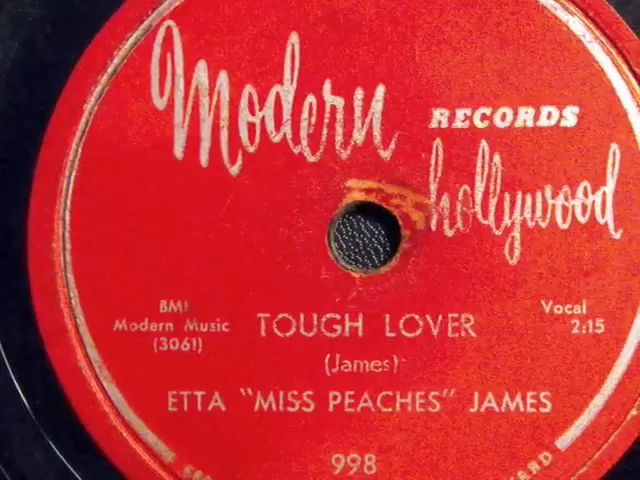 Modern RECORDS
hollywood
BMI
Modern Music
(3061)
TOUGH LOVER
Vocal
2:15
(James)
ETTA "MISS PEACHES" JAMES
998